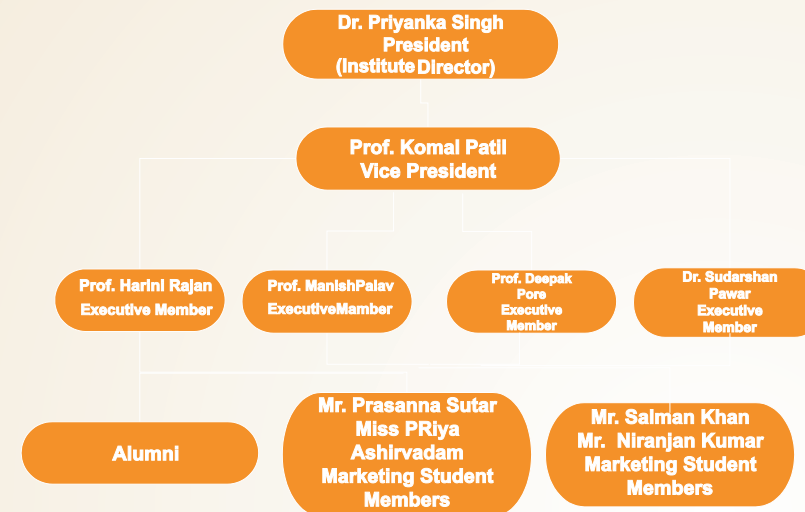 Dr. Priyanka Singh
President
(Institute Director)
Prof. Komal Patil
Vice President
Prof. Harini Rajan
Executive Member
Prof. ManishPalav
ExecutiveMamber
Prof. Deepak
Pore
Executive
Member
Dr. Sudarshan
Pawar
Executive
Member
Alumni
Mr. Prasanna Sutar
Miss PRiya
Ashirvadam
Marketing Student
Members
Mr. Salman Khan
Mr. Niranjan Kumar
Marketing Student
Members